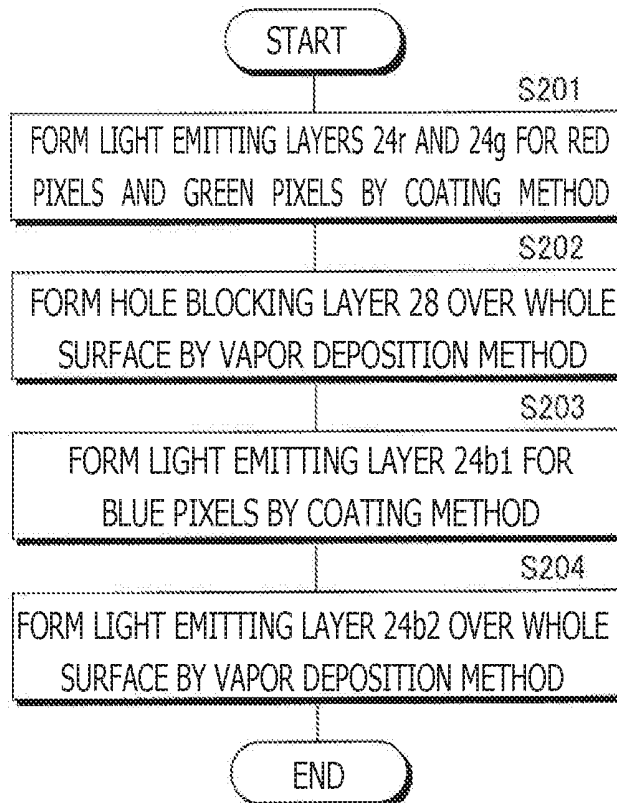 START
S201
FORM LIGHT EMITTING LAYERS 24r AND 24g FOR RED
PIXELS AND GREEN PIXELS BY COATING METHOD
S202
FORM HOLE BLOCKING LAYER 28 OVER WHOLE
SURFACE BY VAPOR DEPOSITION METHOD
S203
FORM LIGHT EMITTING LAYER 24b1 FOR
BLUE PIXELS BY COATING METHOD
S204
FORM LIGHT EMITTING LAYER 24b2 OVER WHOLE
SURFACE BY VAPOR DEPOSITION METHOD
END